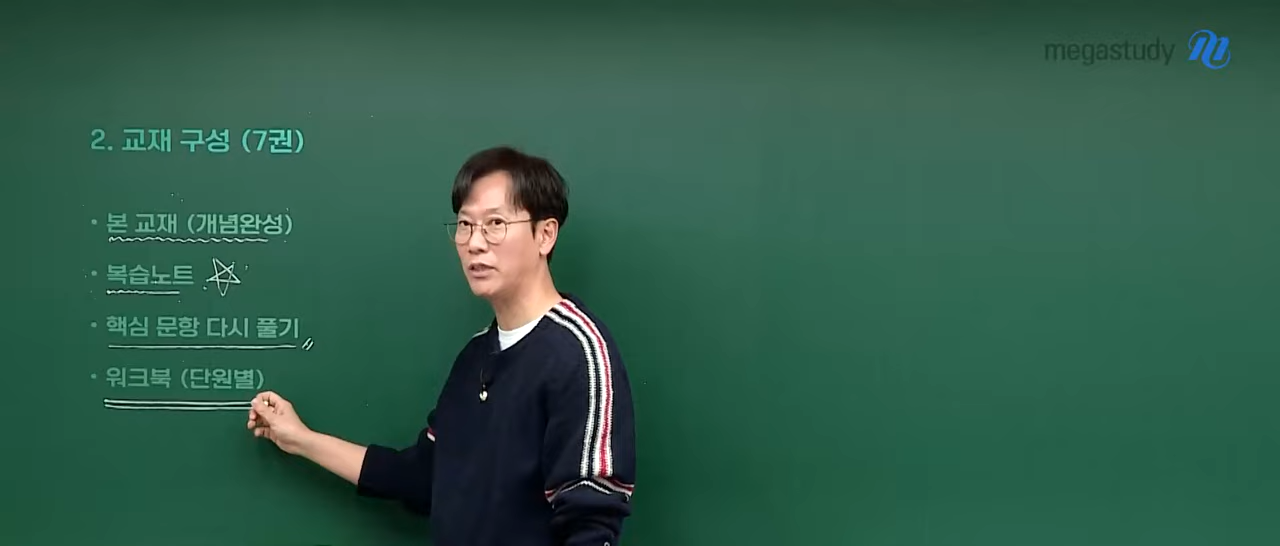 megastudy
2. 교재 구성 (7권)
• 본 교재 (개념완성)
• 복습노트
• 핵심 문항 다시 풀기
• 워크북 (단원별)